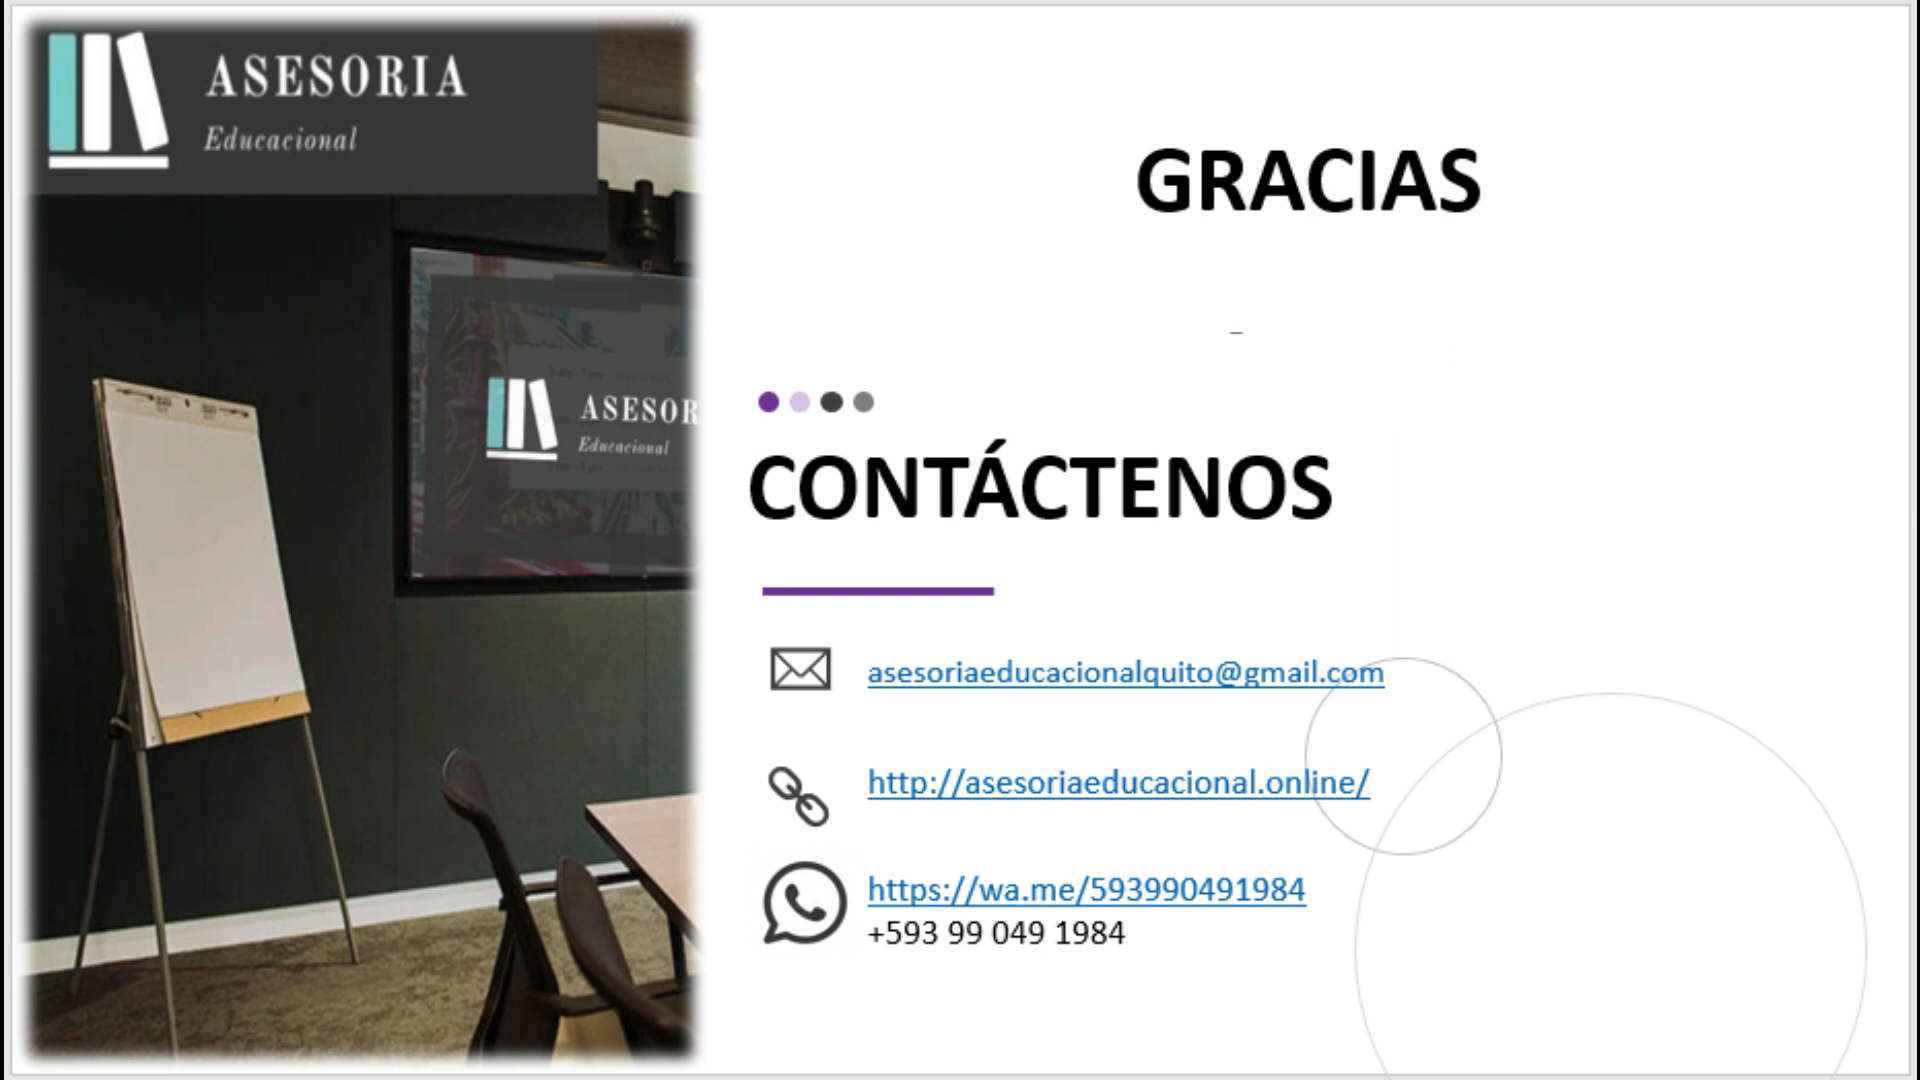 ASESORIA
Educacional
ASESOR
Educacional
GRACIAS
–
CONTÁCTENOS
asesoriaeducacionalquito@gmail.com
http://asesoriaeducacional.online/
https://wa.me/593990491984
+593 99 049 1984